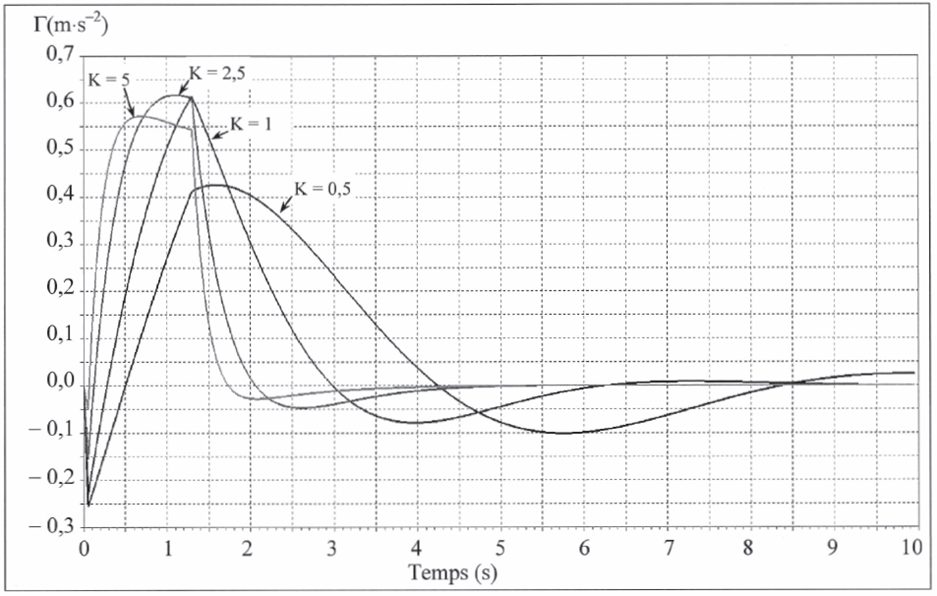 Γ(m·s⁻²)
0,7
K = 5
K = 2,5
0,6
K = 1
0,5
K = 0,5
0,4
0,3
0,2
0,1
0,0
– 0,1
– 0,2
– 0,3
0 1 2 3 4 5 6 7 8 9 10
Temps (s)